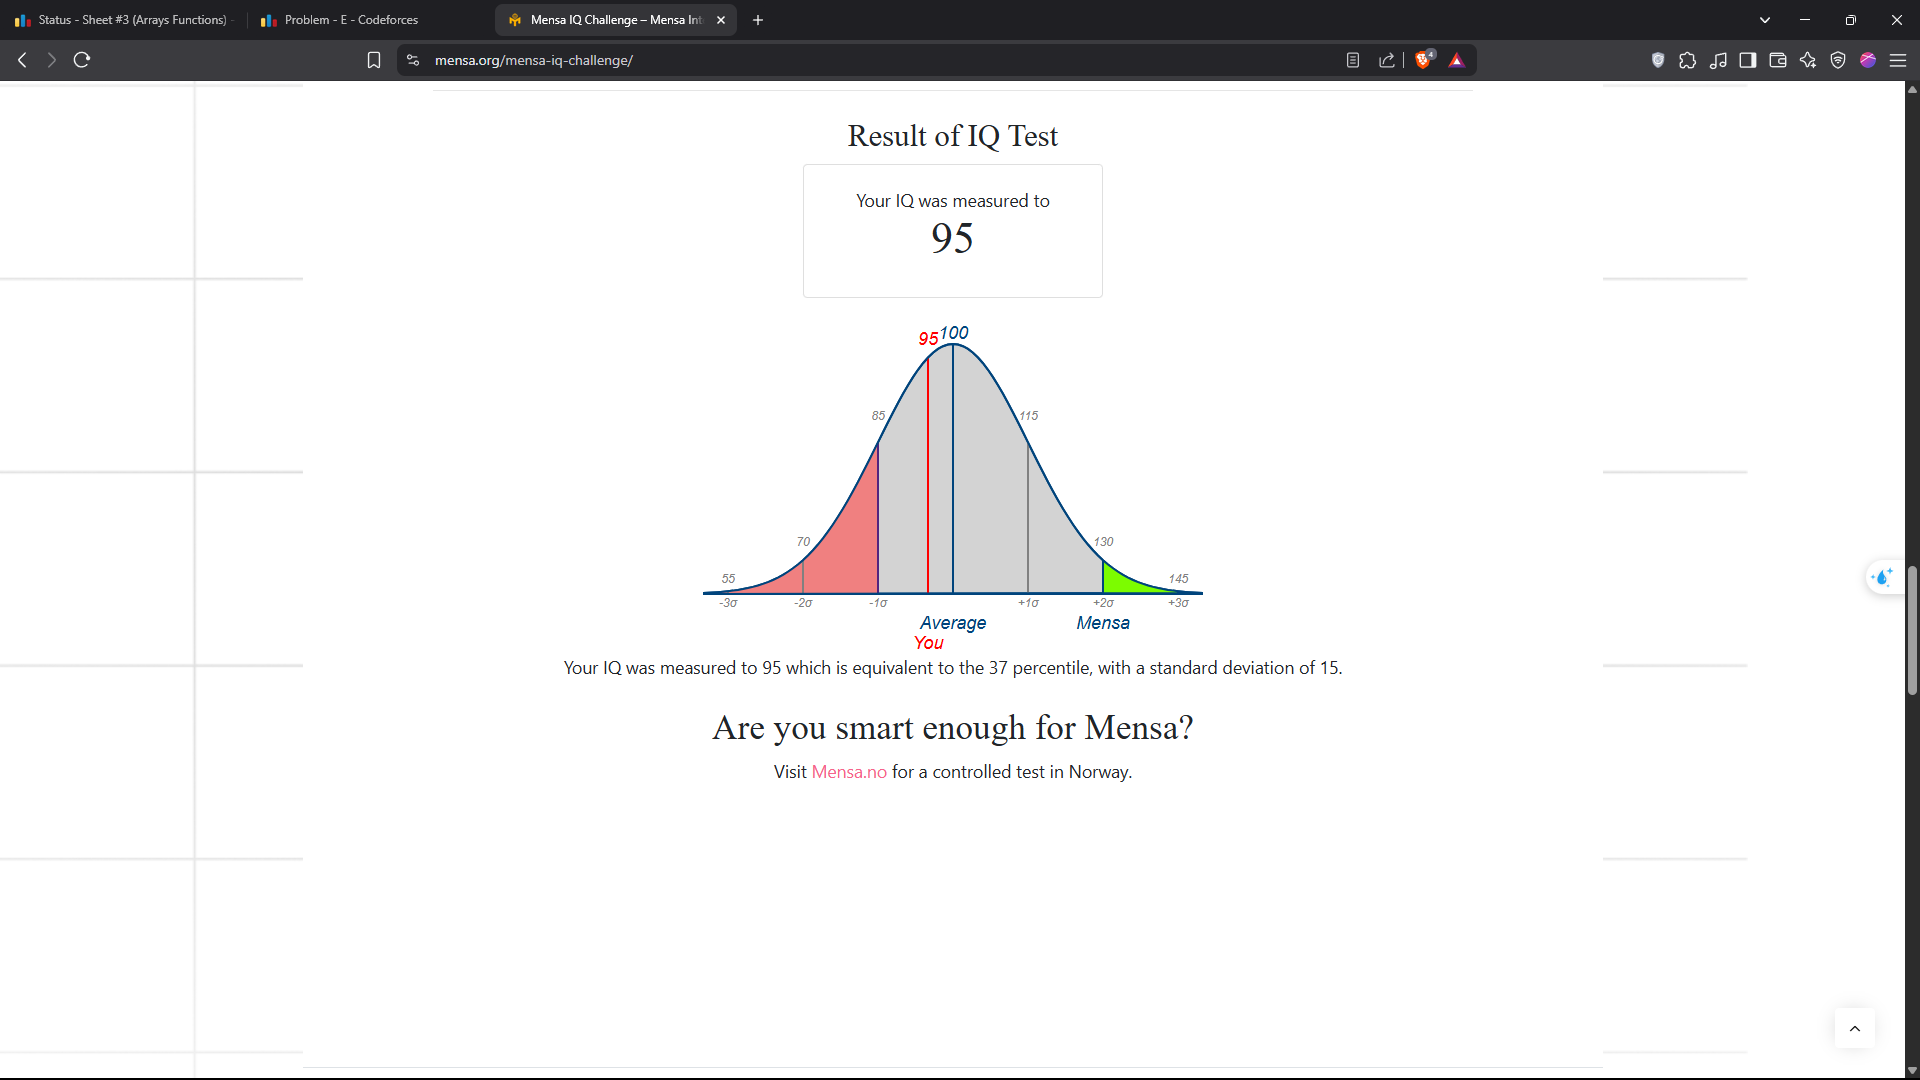 Status - Sheet #3 (Arrays Functions)
Problem - E - Codeforces
Mensa IQ Challenge – Mensa Int
mensa.org/mensa-iq-challenge/
4
Result of IQ Test
Your IQ was measured to
95
95
100
85
115
70
130
55
145
-3σ
-2σ
-1σ
+1σ
+2σ
+3σ
Average
Mensa
You
Your IQ was measured to 95 which is equivalent to the 37 percentile, with a standard deviation of 15.
Are you smart enough for Mensa?
Visit Mensa.no for a controlled test in Norway.